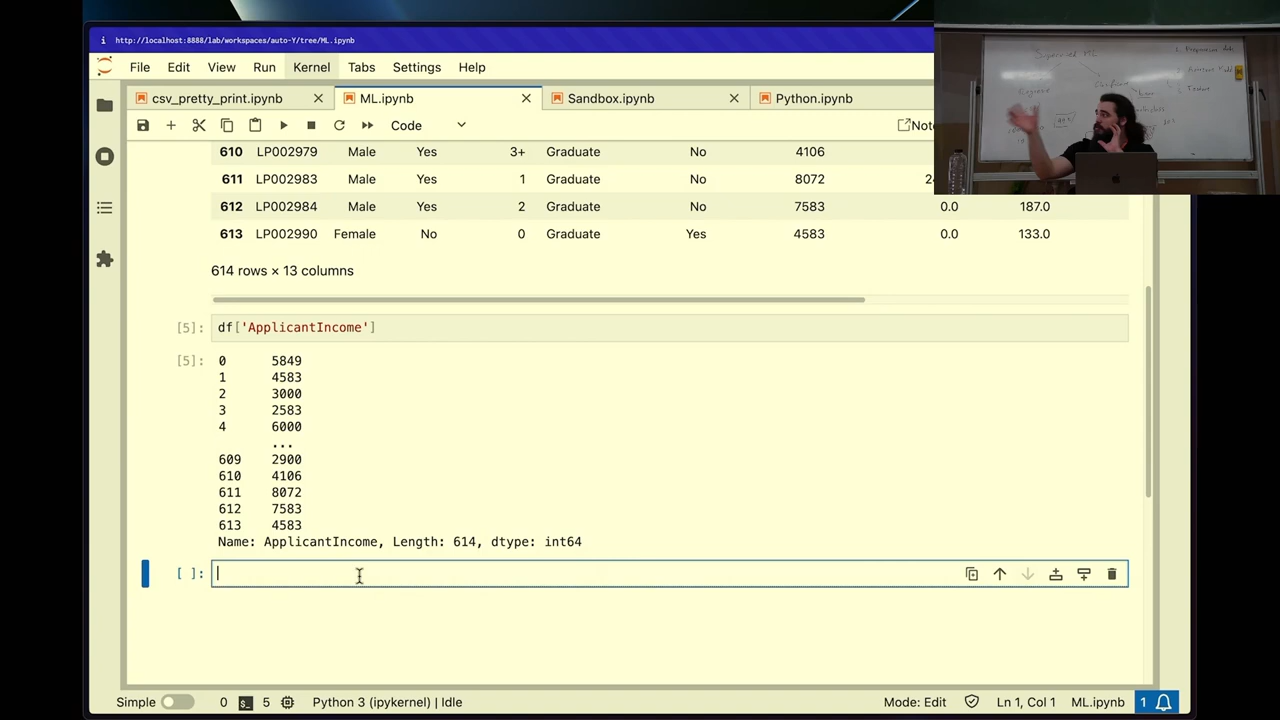 http://localhost:8888/lab/workspaces/auto-Y/tree/ML.ipynb
File Edit View Run Kernel Tabs Settings Help
csv_pretty_print.ipynb ML.ipynb Sandbox.ipynb Python.ipynb
Code
610 LP002979 Male Yes 3+ Graduate No 4106
611 LP002983 Male Yes 1 Graduate No 8072
612 LP002984 Male Yes 2 Graduate No 7583 0.0 187.0
613 LP002990 Female No 0 Graduate Yes 4583 0.0 133.0
614 rows × 13 columns
[5]: df['ApplicantIncome']
[5]: 0 5849
1 4583
2 3000
3 2583
4 6000
...
609 2900
610 4106
611 8072
612 7583
613 4583
Name: ApplicantIncome, Length: 614, dtype: int64
[ ]:
Simple 0 5 Python 3 (ipykernel) | Idle Mode: Edit Ln 1, Col 1 ML.ipynb 1